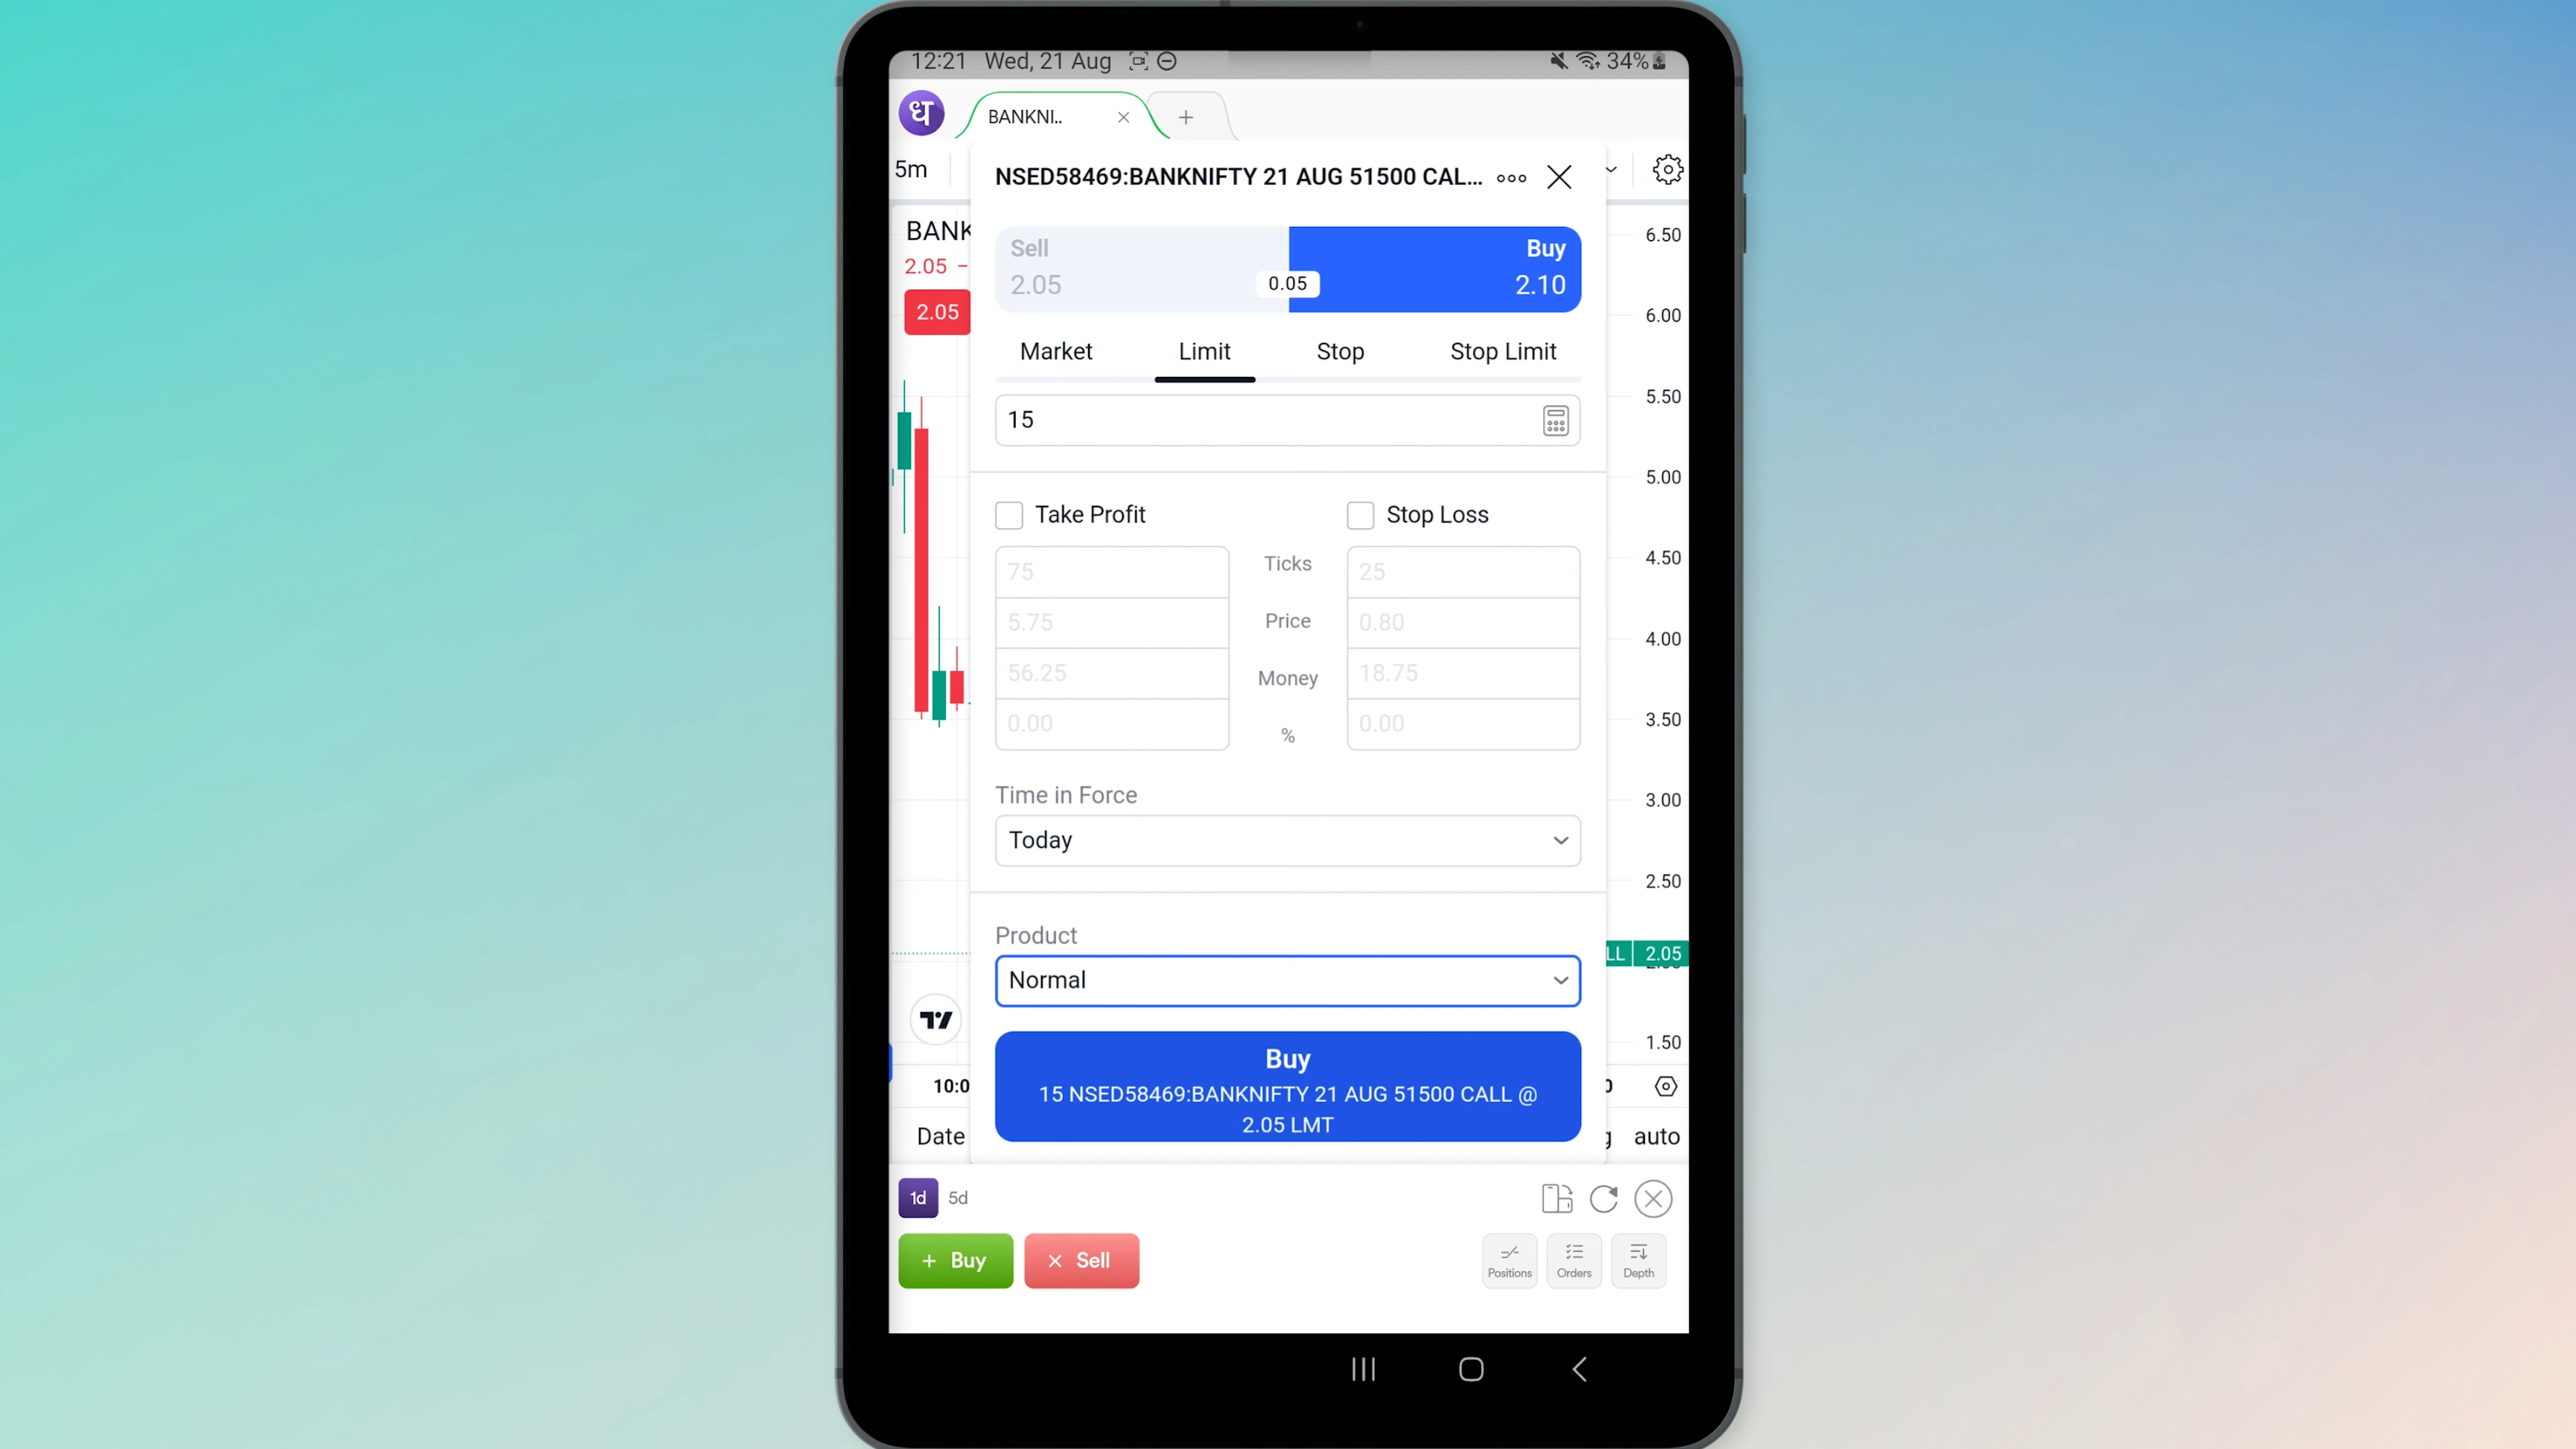 12:21 Wed, 21 Aug 34%
ध
BANKNI.. × +
5m
NSED58469:BANKNIFTY 21 AUG 51500 CAL...
BANK
2.05 −
2.05
Sell Buy
2.05 0.05 2.10
Market Limit Stop Stop Limit
15
Take Profit Stop Loss
75 Ticks 25
5.75 Price 0.80
56.25 Money 18.75
0.00 % 0.00
Time in Force
Today
Product
Normal
Buy
15 NSED58469:BANKNIFTY 21 AUG 51500 CALL @
2.05 LMT
6.50
6.00
5.50
5.00
4.50
4.00
3.50
3.00
2.50
LL 2.05
1.50
10:0 0
Date g auto
1d 5d
+ Buy × Sell
Positions Orders Depth